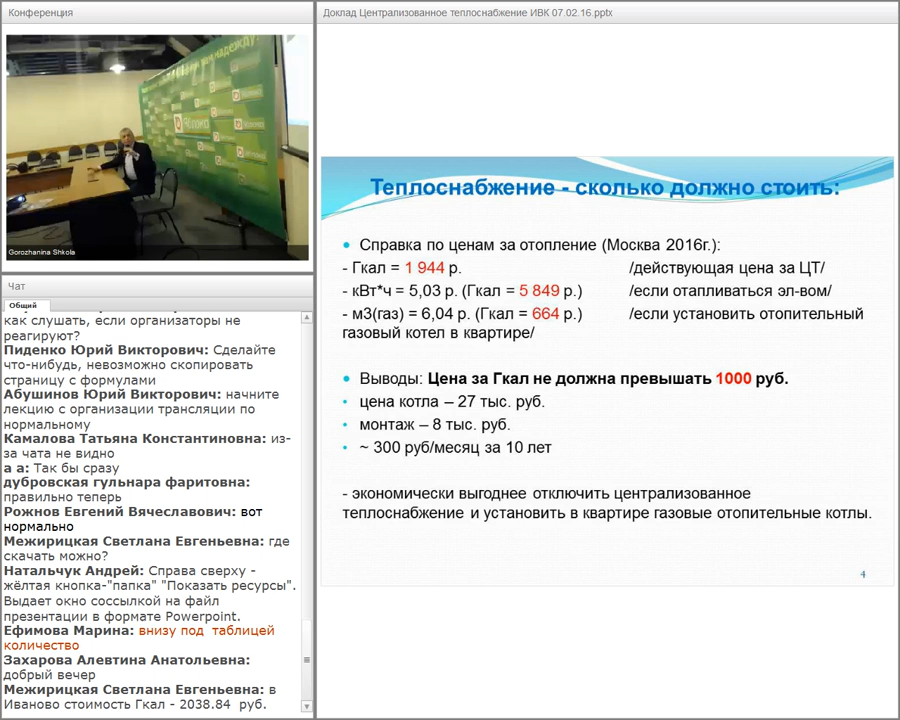 Конференция
надежду!
Яблоко
Gorozhanina Shkola
Чат
Общий
как слушать, если организаторы не
реагируют?
Пиденко Юрий Викторович: Сделайте
что-нибудь, невозможно скопировать
страницу с формулами
Абушинов Юрий Викторович: начните
лекцию с организации трансляции по
нормальному
Камалова Татьяна Константиновна: из-
за чата не видно
а а: Так бы сразу
дубровская гульнара фаритовна:
правильно теперь
Рожнов Евгений Вячеславович: вот
нормально
Межирицкая Светлана Евгеньевна: где
скачать можно?
Натальчук Андрей: Справа сверху -
жёлтая кнопка-"папка" "Показать ресурсы".
Выдает окно соссылкой на файл
презентации в формате Powerpoint.
Ефимова Марина: внизу под таблицей
количество
Захарова Алевтина Анатольевна:
добрый вечер
Межирицкая Светлана Евгеньевна: в
Иваново стоимость Гкал - 2038.84 руб.
Доклад Централизованное теплоснабжение ИВК 07.02.16.pptx
Теплоснабжение - сколько должно стоить:
• Справка по ценам за отопление (Москва 2016г.):
- Гкал = 1 944 р. /действующая цена за ЦТ/
- кВт*ч = 5,03 р. (Гкал = 5 849 р.) /если отапливаться эл-вом/
- м3(газ) = 6,04 р. (Гкал = 664 р.) /если установить отопительный
газовый котел в квартире/
• Выводы: Цена за Гкал не должна превышать 1000 руб.
• цена котла – 27 тыс. руб.
• монтаж – 8 тыс. руб.
• ~ 300 руб/месяц за 10 лет
- экономически выгоднее отключить централизованное
теплоснабжение и установить в квартире газовые отопительные котлы.
4